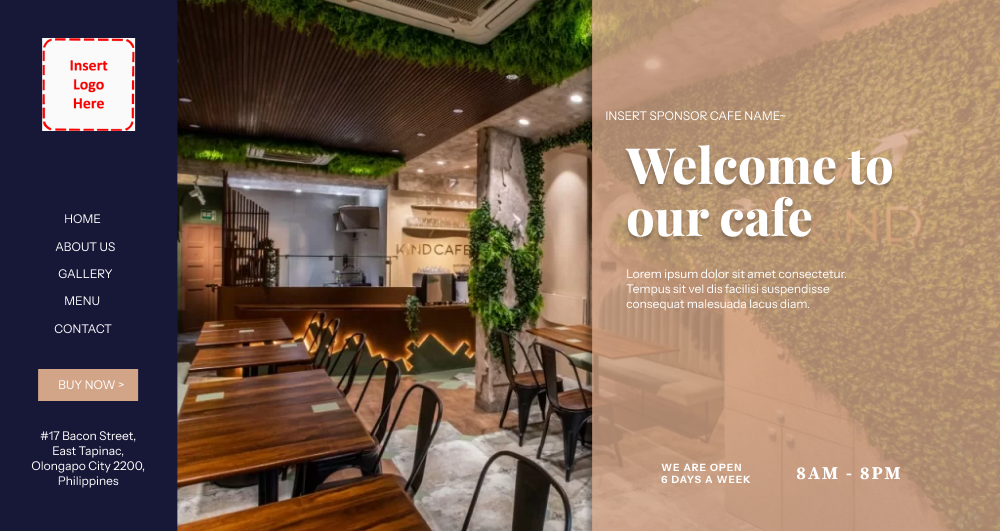 Insert
Logo
Here
HOME
ABOUT US
GALLERY
MENU
CONTACT
BUY NOW >
#17 Bacon Street,
East Tapinac,
Olongapo City 2200,
Philippines
KIND CAFE
INSERT SPONSOR CAFE NAME~
Welcome to
our cafe
ND
Lorem ipsum dolor sit amet consectetur.
Tempus sit vel dis facilisi suspendisse
consequat malesuada lacus diam.
WE ARE OPEN
6 DAYS A WEEK
8AM - 8PM